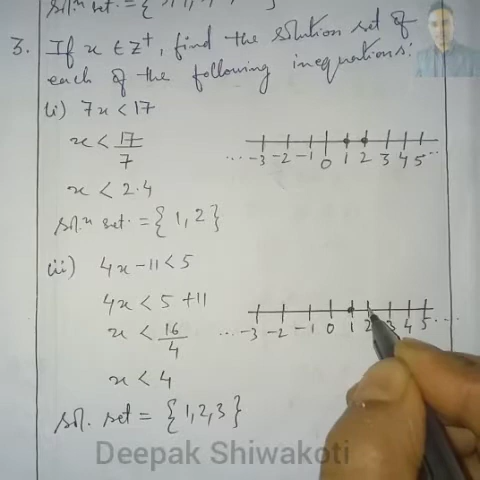 soln set. = {
3. If x ∈ Z⁺, find the solution set of
each of the following inequations:
(i) 7x < 17
x < 17/7
... -3 -2 -1 0 1 2 3 4 5 ...
x < 2.4
Sol.ⁿ set. = {1, 2}
(ii) 4x - 11 < 5
4x < 5 + 11
x < 16/4
... -3 -2 -1 0 1 2 3 4 5 ...
x < 4
Sol. set = {1, 2, 3}
Deepak Shiwakoti